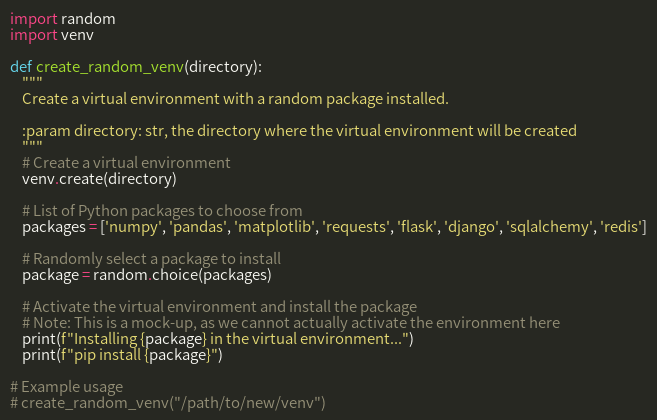 import random
import venv

def create_random_venv(directory):
    """
    Create a virtual environment with a random package installed.

    :param directory: str, the directory where the virtual environment will be created
    """
    # Create a virtual environment
    venv.create(directory)

    # List of Python packages to choose from
    packages = ['numpy', 'pandas', 'matplotlib', 'requests', 'flask', 'django', 'sqlalchemy', 'redis']

    # Randomly select a package to install
    package = random.choice(packages)

    # Activate the virtual environment and install the package
    # Note: This is a mock-up, as we cannot actually activate the environment here
    print(f"Installing {package} in the virtual environment...")
    print(f"pip install {package}")

# Example usage
# create_random_venv("/path/to/new/venv")